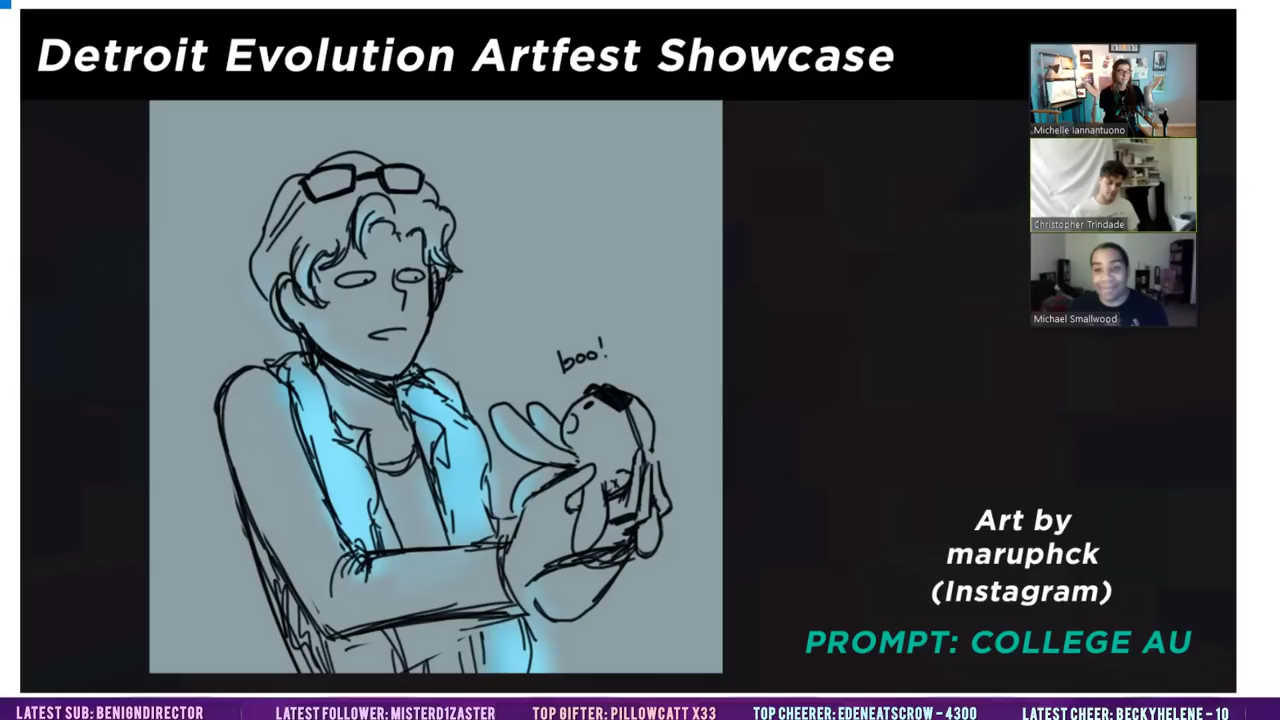 Detroit Evolution Artfest Showcase
Michelle Iannantuono
Christopher Trindade
Michael Smallwood
boo!
Art by
maruphck
(Instagram)
PROMPT: COLLEGE AU
LATEST SUB: BENIGNDIRECTOR
LATEST FOLLOWER: MISTERD1ZASTER
TOP GIFTER: PILLOWCATT X33
TOP CHEERER: EDENEATSCROW - 4300
LATEST CHEER: BECKYHELENE - 10